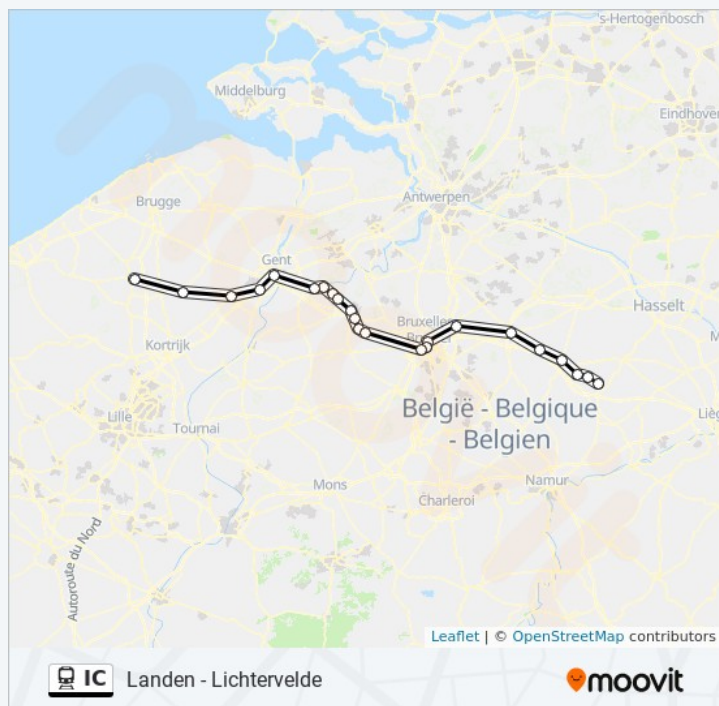 's-Hertogenbosch
Middelburg
Eindhoven
Brugge
Antwerpen
Gent
Hasselt
Kortrijk
Lille
België - Belgique
- Belgien
Tournai
Mons
Namur
Charleroi
Autoroute du Nord
Leaflet | © OpenStreetMap contributors
IC Landen - Lichtervelde
moovit